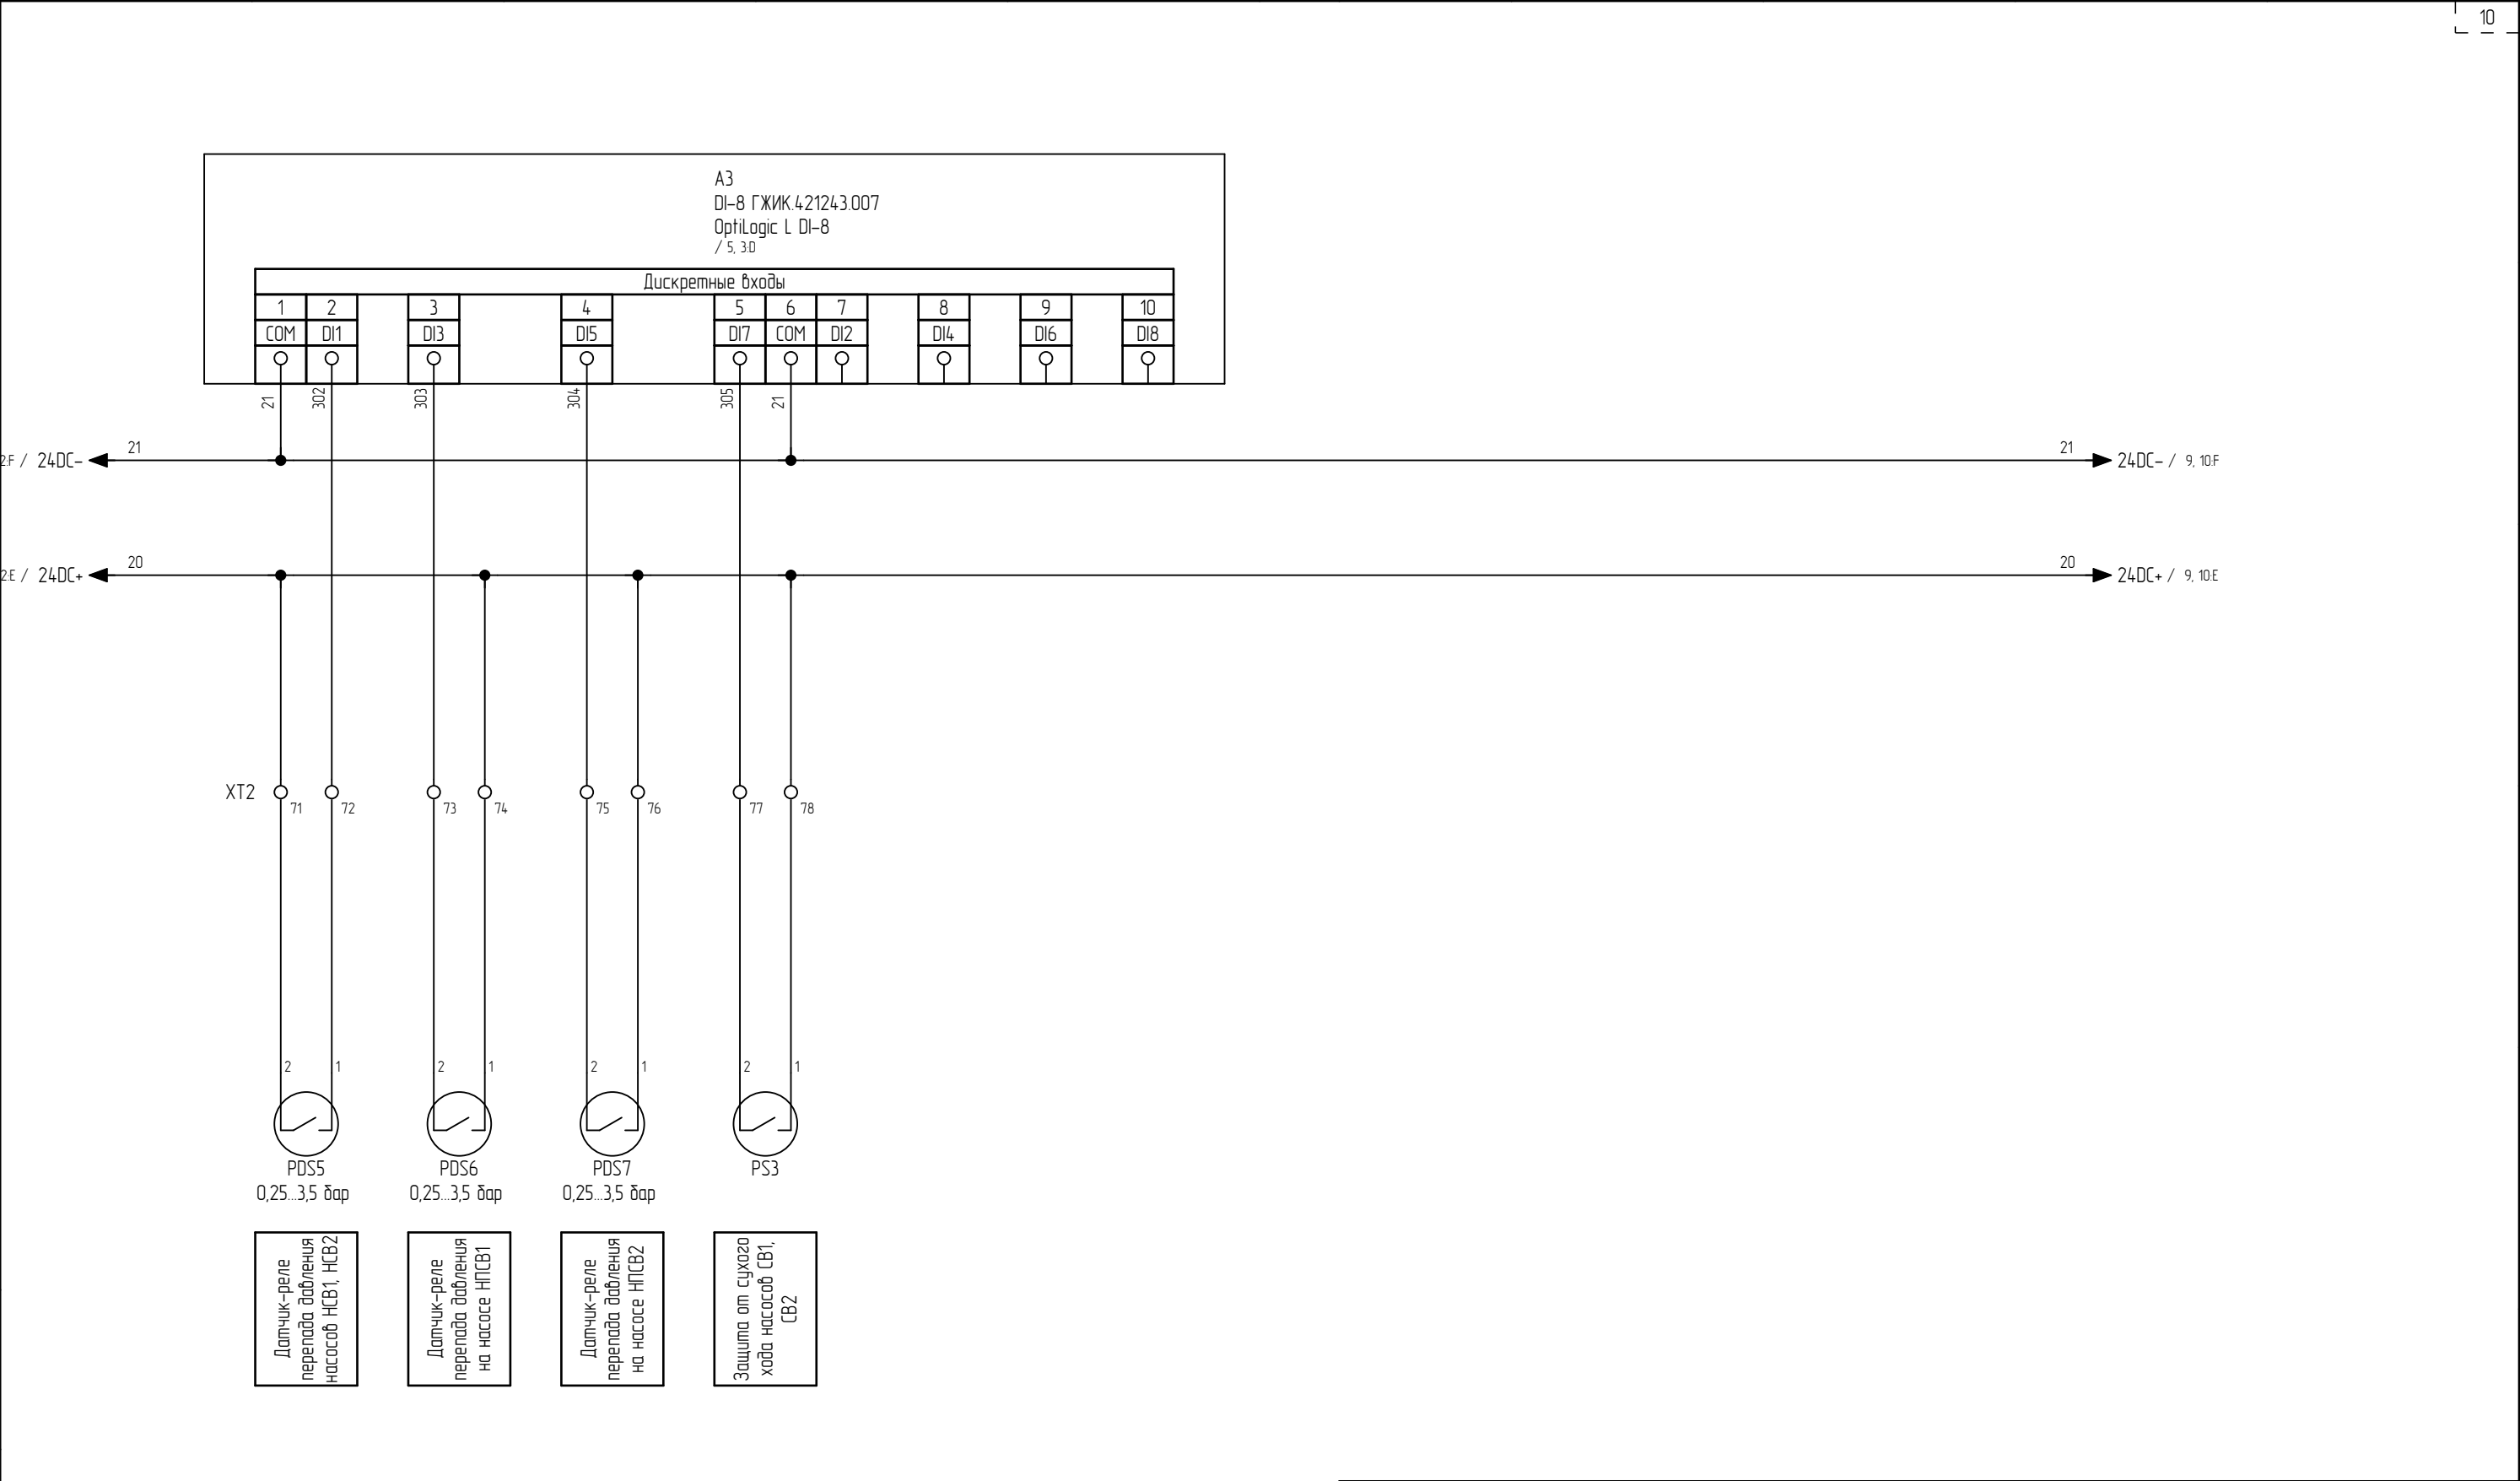 10
A3
DI-8 ГЖИК.421243.007
OptiLogic L DI-8
/ 5, 3:D
Дискретные входы
1 2 3 4 5 6 7 8 9 10
COM DI1 DI3 DI5 DI7 COM DI2 DI4 DI6 DI8
21 302 303 304 305 21
21 21
2:F / 24DC- 24DC- / 9, 10:F
20 20
2:E / 24DC+ 24DC+ / 9, 10:E
XT2
71 72 73 74 75 76 77 78
2 1 2 1 2 1 2 1
PDS5 PDS6 PDS7 PS3
0,25...3,5 бар 0,25...3,5 бар 0,25...3,5 бар
Датчик-реле
перепада давления
насосов НСВ1, НСВ2
Датчик-реле
перепада давления
на насосе НПСВ1
Датчик-реле
перепада давления
на насосе НПСВ2
Защита от сухого
хода насосов СВ1,
СВ2